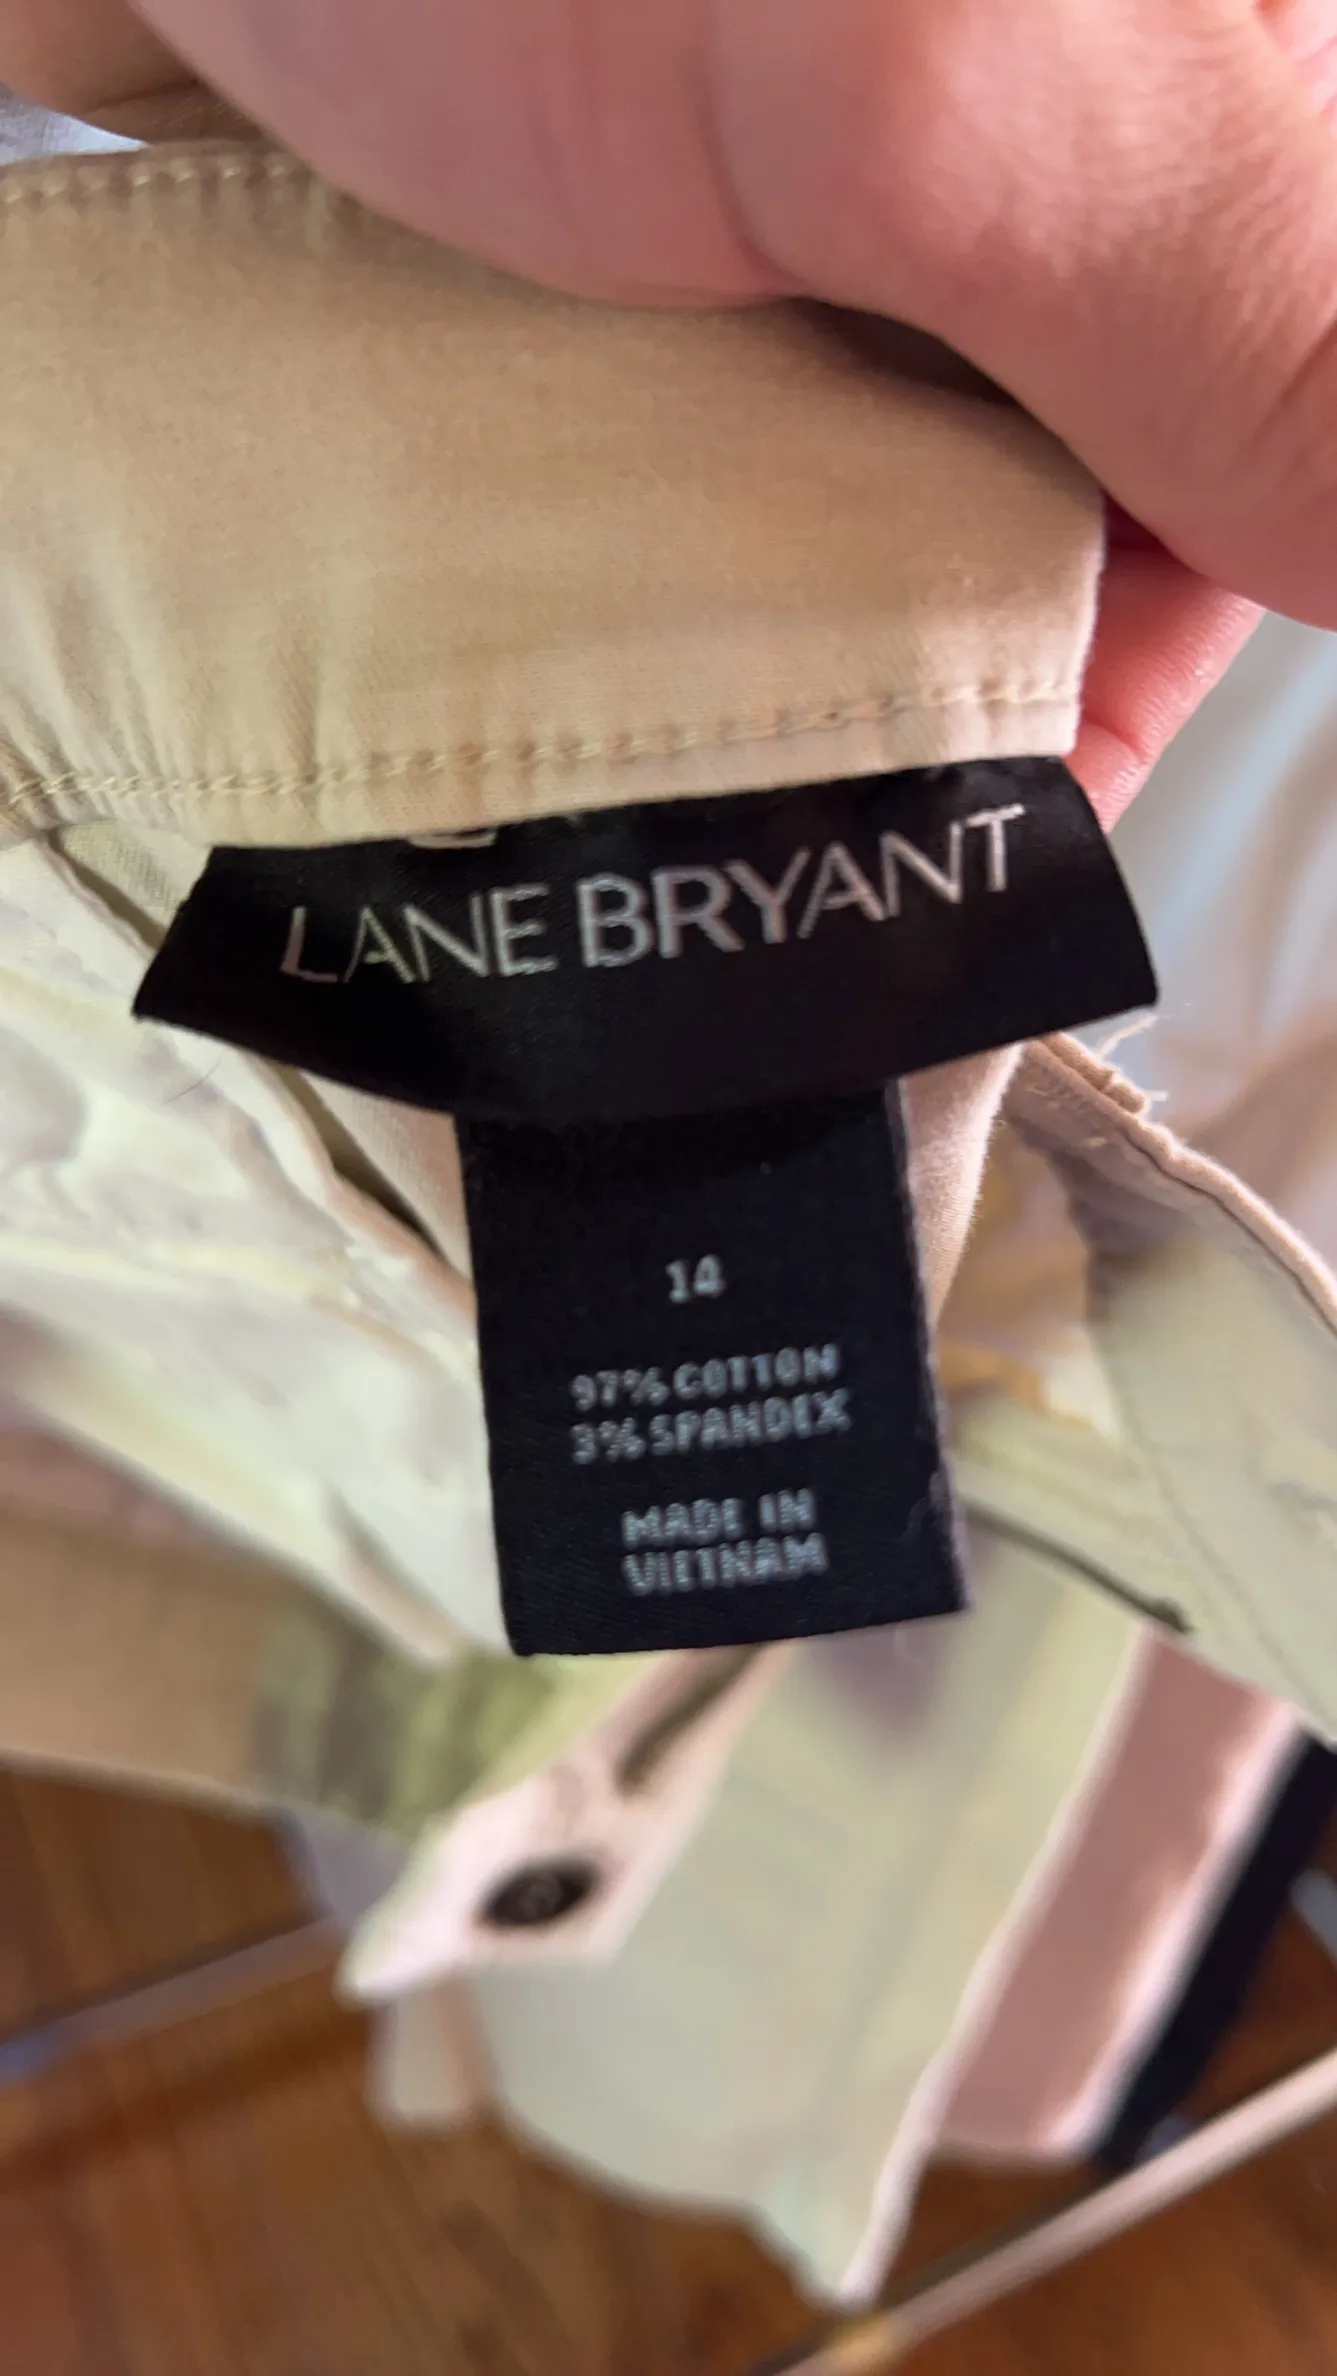 LANE BRYANT
14
97% COTTON
3% SPANDEX
MADE IN
VIETNAM